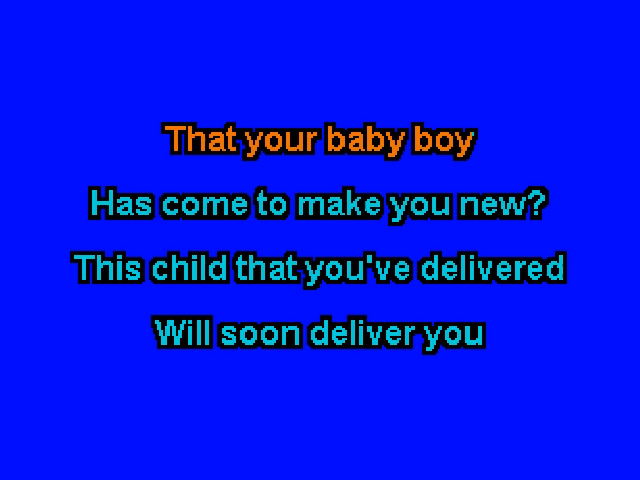 That your baby boy
Has come to make you new?
This child that you've delivered
Will soon deliver you